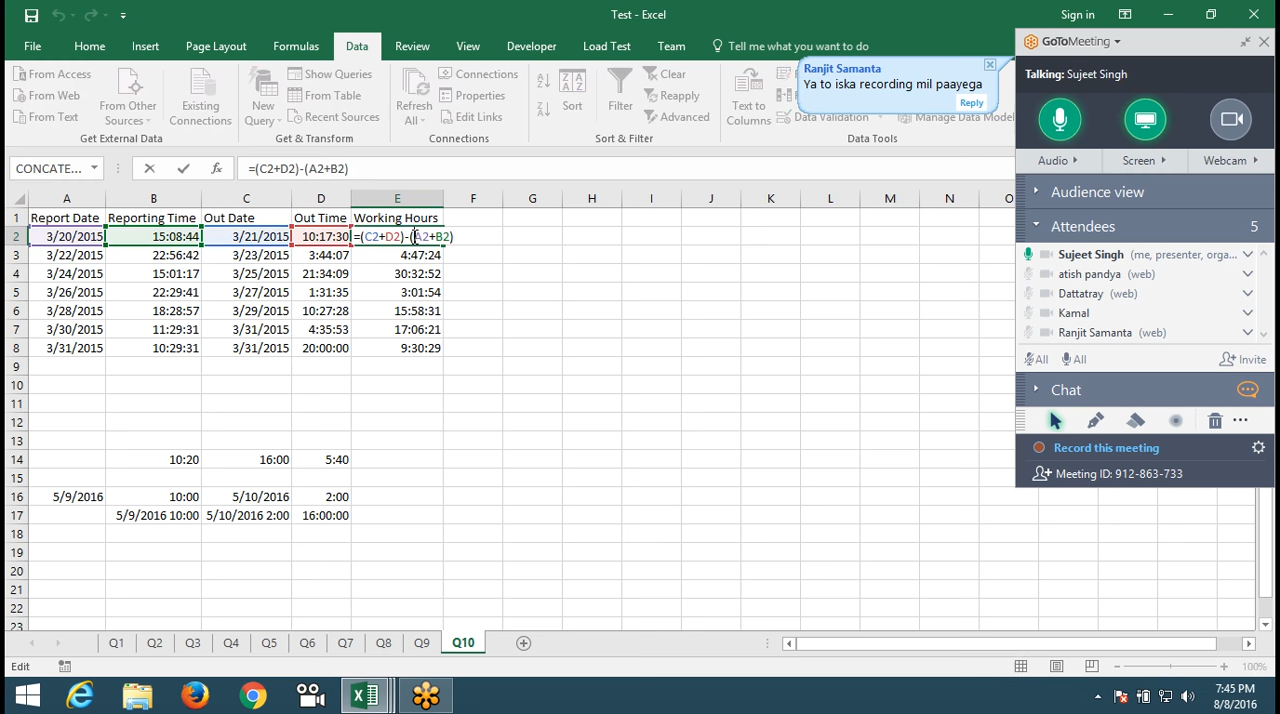 Test - Excel
Sign in
File Home Insert Page Layout Formulas Data Review View Developer Load Test Team Tell me what you want to do
From Access
From Web
From Text
From Other Sources
Existing Connections
Get External Data
New Query
Show Queries
From Table
Recent Sources
Get & Transform
Refresh All
Connections
Properties
Edit Links
Connections
Sort
Filter
Clear
Reapply
Advanced
Sort & Filter
Text to Columns
Data Validation
Manage Data Model
Data Tools
Ranjit Samanta
Ya to iska recording mil paayega
Reply
GoToMeeting
Talking: Sujeet Singh
Audio Screen Webcam
Audience view
Attendees 5
Sujeet Singh (me, presenter, orga...
atish pandya (web)
Dattatray (web)
Kamal
Ranjit Samanta (web)
All All Invite
Chat
Record this meeting
Meeting ID: 912-863-733
CONCATE... fx =(C2+D2)-(A2+B2)
A B C D E F G H I J K L M N O
1 Report Date Reporting Time Out Date Out Time Working Hours
2 3/20/2015 15:08:44 3/21/2015 10:17:30 =(C2+D2)-(A2+B2)
3 3/22/2015 22:56:42 3/23/2015 3:44:07 4:47:24
4 3/24/2015 15:01:17 3/25/2015 21:34:09 30:32:52
5 3/26/2015 22:29:41 3/27/2015 1:31:35 3:01:54
6 3/28/2015 18:28:57 3/29/2015 10:27:28 15:58:31
7 3/30/2015 11:29:31 3/31/2015 4:35:53 17:06:21
8 3/31/2015 10:29:31 3/31/2015 20:00:00 9:30:29
9
10
11
12
13
14 10:20 16:00 5:40
15
16 5/9/2016 10:00 5/10/2016 2:00
17 5/9/2016 10:00 5/10/2016 2:00 16:00:00
18
19
20
21
22
23
Q1 Q2 Q3 Q4 Q5 Q6 Q7 Q8 Q9 Q10
Edit
100%
7:45 PM
8/8/2016